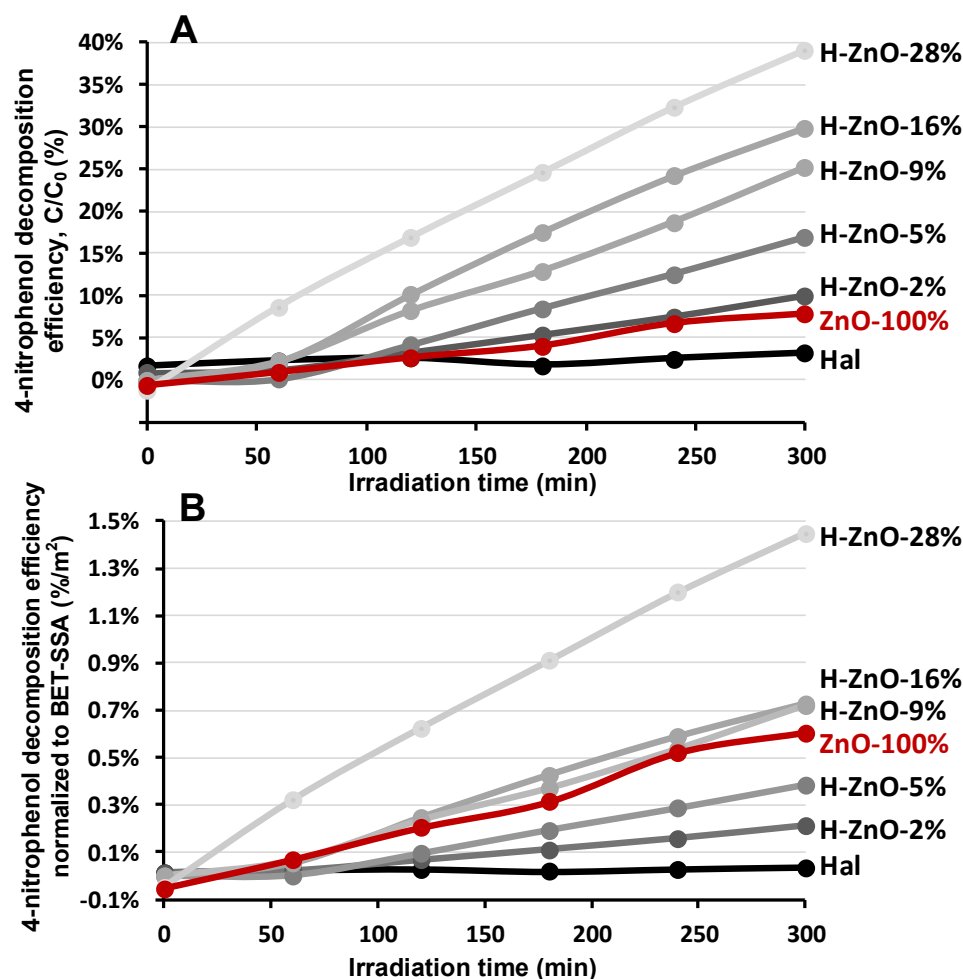 A
4-nitrophenol decomposition
efficiency, C/C₀ (%)
40%
35%
30%
25%
20%
15%
10%
5%
0%
0 50 100 150 200 250 300
Irradiation time (min)
H-ZnO-28%
H-ZnO-16%
H-ZnO-9%
H-ZnO-5%
H-ZnO-2%
ZnO-100%
Hal
B
4-nitrophenol decomposition efficiency
normalized to BET-SSA (%/m²)
1.5%
1.3%
1.1%
0.9%
0.7%
0.5%
0.3%
0.1%
-0.1%
0 50 100 150 200 250 300
Irradiation time (min)
H-ZnO-28%
H-ZnO-16%
H-ZnO-9%
ZnO-100%
H-ZnO-5%
H-ZnO-2%
Hal